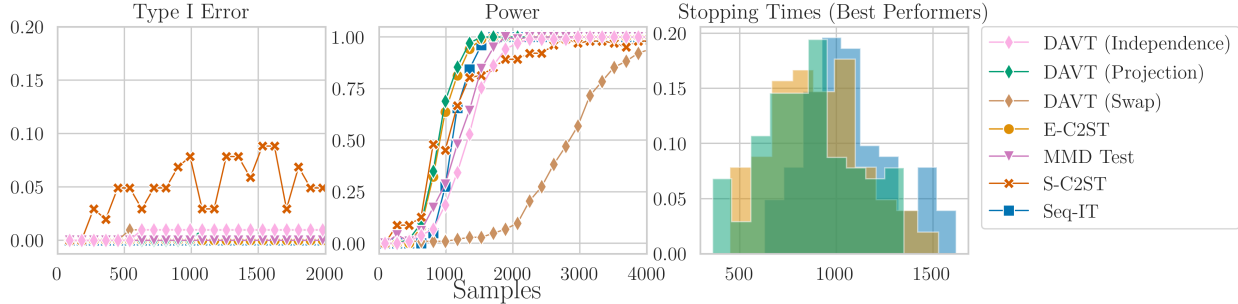 Type I Error
0.20
0.15
0.10
0.05
0.00
0
500
1000
1500
2000
Power
1.00
0.75
0.50
0.25
0.00
0
1000
2000
3000
4000
Samples
Stopping Times (Best Performers)
0.20
0.15
0.10
0.05
0.00
500
1000
1500
DAVT (Independence)
DAVT (Projection)
DAVT (Swap)
E-C2ST
MMD Test
S-C2ST
Seq-IT